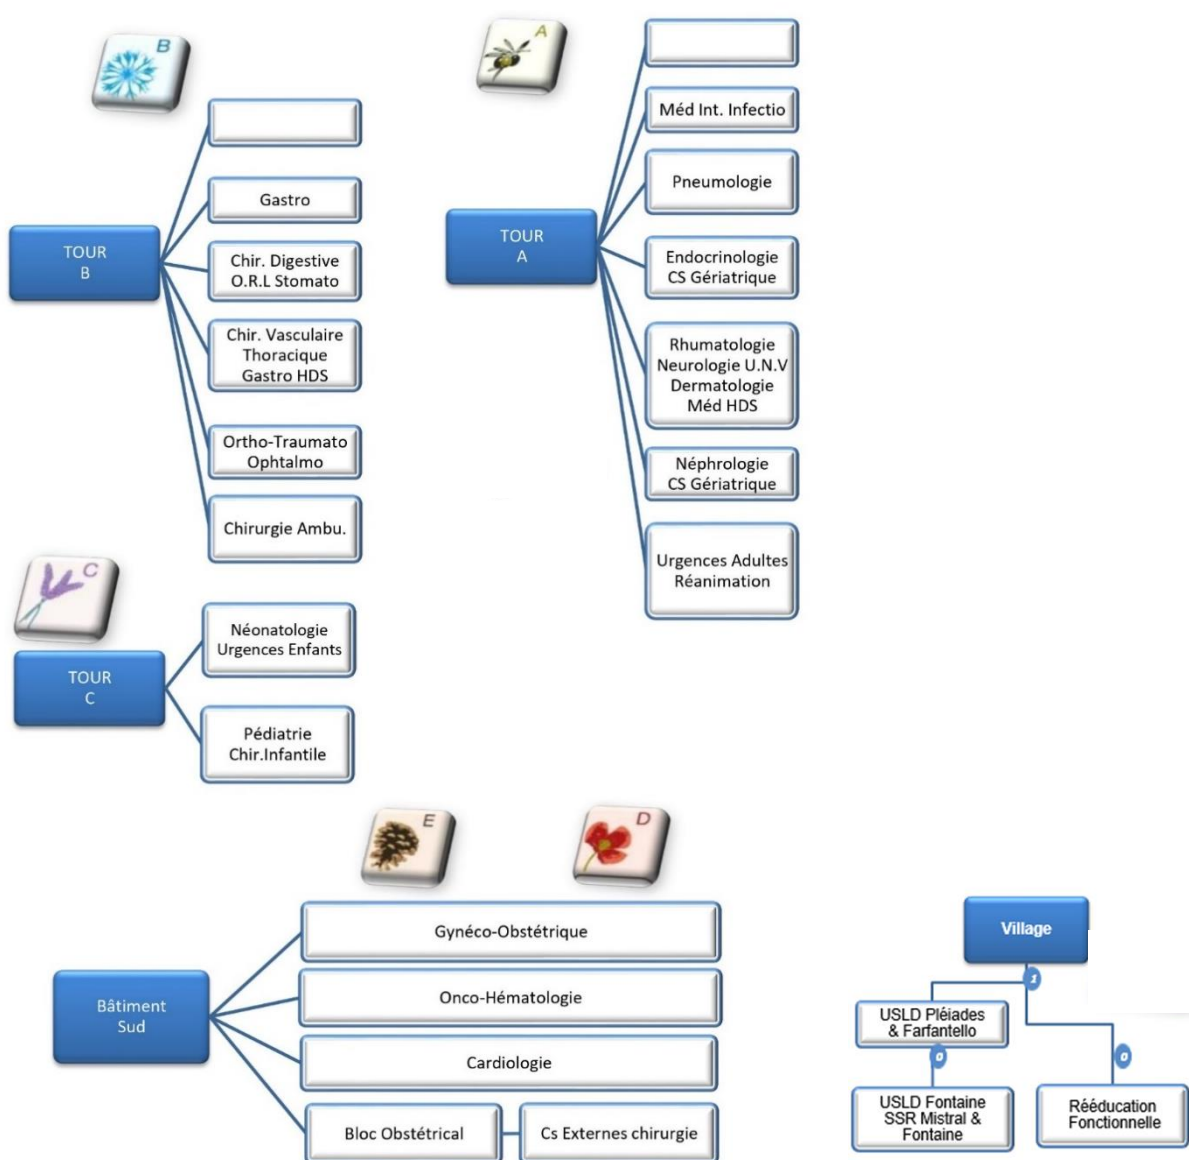 B
TOUR
B
Gastro
Chir. Digestive
O.R.L Stomato
Chir. Vasculaire
Thoracique
Gastro HDS
Ortho-Traumato
Ophtalmo
Chirurgie Ambu.
A
TOUR
A
Méd Int. Infectio
Pneumologie
Endocrinologie
CS Gériatrique
Rhumatologie
Neurologie U.N.V
Dermatologie
Méd HDS
Néphrologie
CS Gériatrique
Urgences Adultes
Réanimation
C
TOUR
C
Néonatologie
Urgences Enfants
Pédiatrie
Chir.Infantile
E
D
Bâtiment
Sud
Gynéco-Obstétrique
Onco-Hématologie
Cardiologie
Bloc Obstétrical
Cs Externes chirurgie
Village
1
USLD Pléiades
& Farfantello
0
0
USLD Fontaine
SSR Mistral &
Fontaine
Rééducation
Fonctionnelle